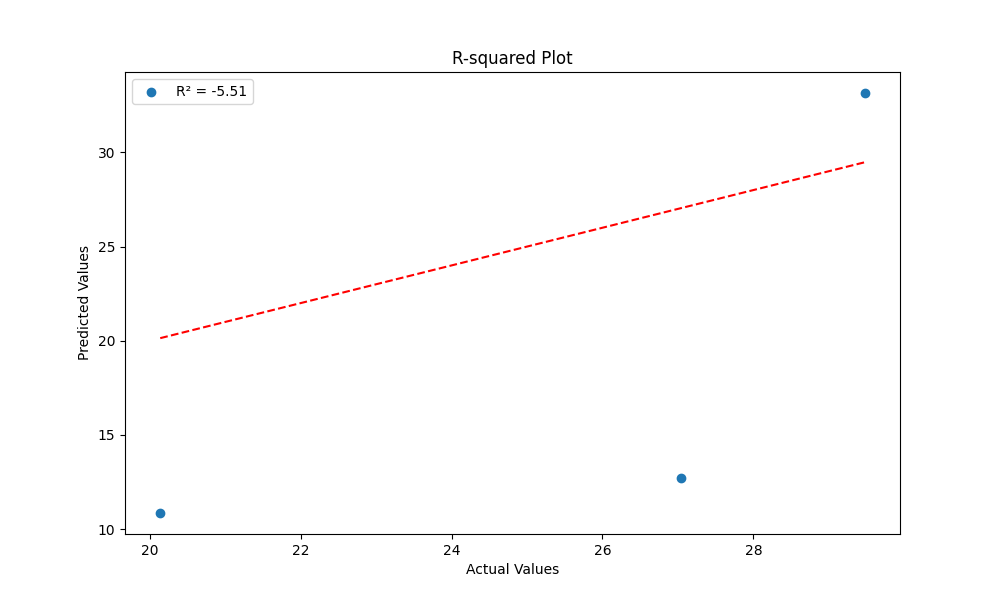 R-squared Plot
R² = -5.51
30
25
20
15
10
Predicted Values
20
22
24
26
28
Actual Values